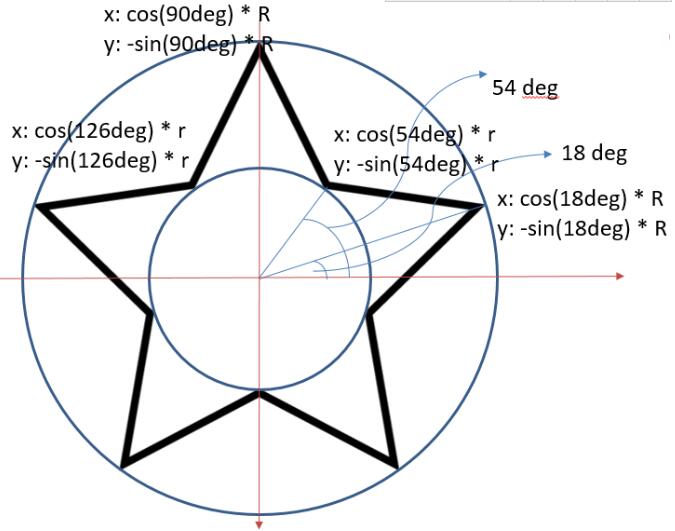 x: cos(90deg) * R
y: -sin(90deg) * R
54 deg
x: cos(126deg) * r
y: -sin(126deg) * r
x: cos(54deg) * r
y: -sin(54deg) * r
18 deg
x: cos(18deg) * R
y: -sin(18deg) * R